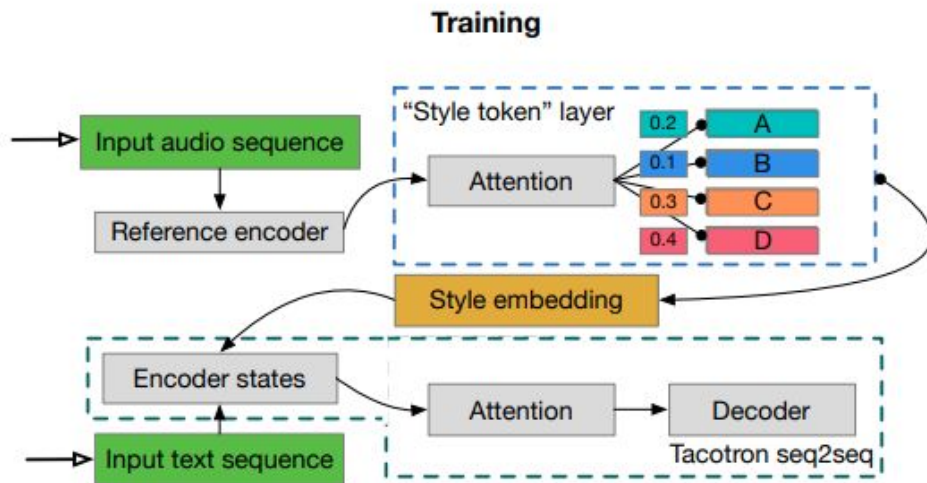 Training
“Style token” layer
Input audio sequence
Reference encoder
Attention
0.2 A
0.1 B
0.3 C
0.4 D
Style embedding
Encoder states
Attention
Decoder
Input text sequence
Tacotron seq2seq